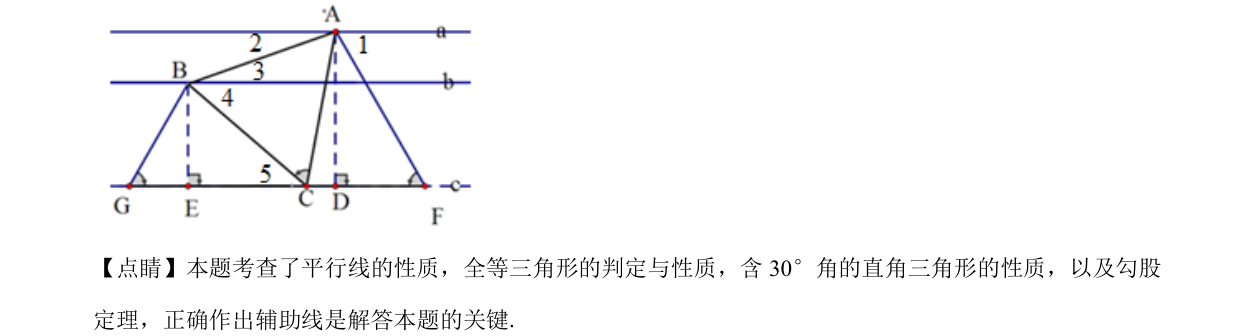 A
a
2
1
B
3
b
4
5
c
G
E
C
D
F
【点睛】本题考查了平行线的性质，全等三角形的判定与性质，含 30° 角的直角三角形的性质，以及勾股
定理，正确作出辅助线是解答本题的关键.